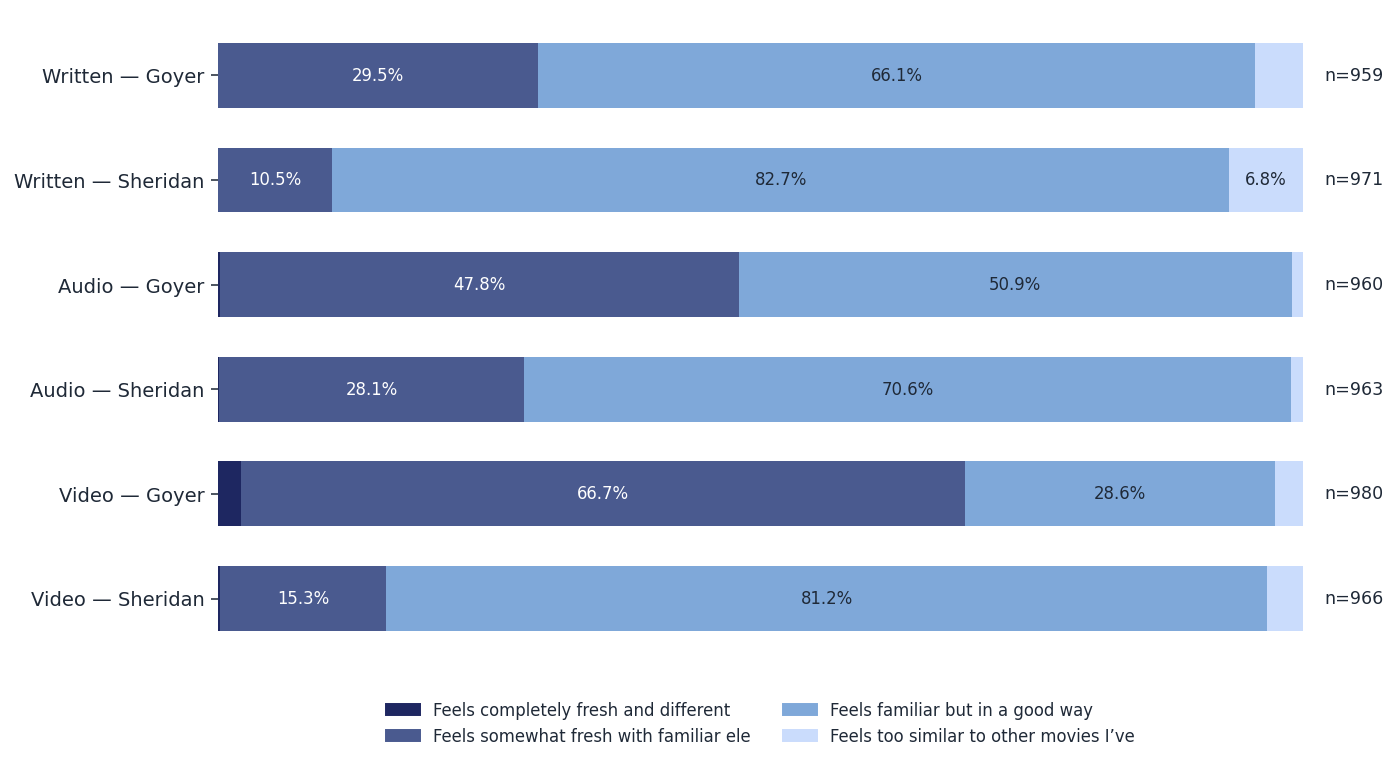 Written — Goyer 29.5% 66.1% n=959
Written — Sheridan 10.5% 82.7% 6.8% n=971
Audio — Goyer 47.8% 50.9% n=960
Audio — Sheridan 28.1% 70.6% n=963
Video — Goyer 66.7% 28.6% n=980
Video — Sheridan 15.3% 81.2% n=966
Feels completely fresh and different
Feels somewhat fresh with familiar ele
Feels familiar but in a good way
Feels too similar to other movies I’ve